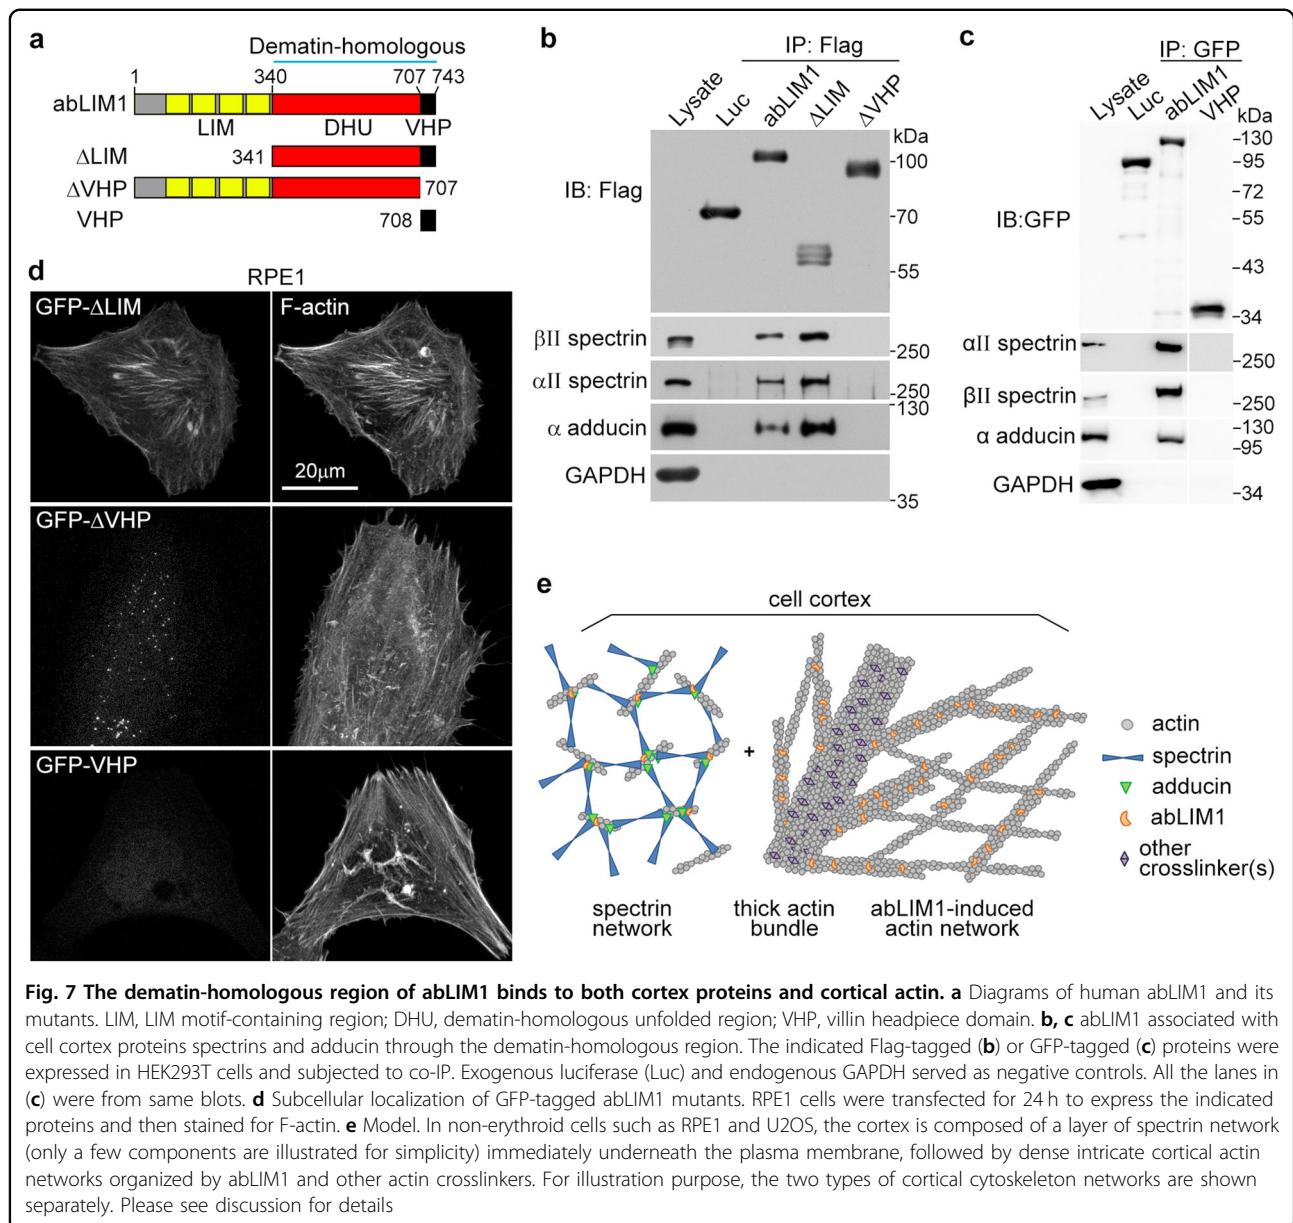 a
Dematin-homologous
1 340 707 743
abLIM1
LIM DHU VHP
ΔLIM 341
ΔVHP 707
VHP 708
b
IP: Flag
Lysate Luc abLIM1 ΔLIM ΔVHP
kDa
IB: Flag
-100
-70
-55
βII spectrin
-250
αII spectrin
-250
-130
α adducin
GAPDH
-35
c
IP: GFP
Lysate Luc abLIM1 VHP
kDa
-130
-95
-72
IB:GFP
-55
-43
-34
αII spectrin
-250
βII spectrin
-250
α adducin
-130
-95
GAPDH
-34
d
RPE1
GFP-ΔLIM F-actin
20μm
GFP-ΔVHP
GFP-VHP
e
cell cortex
+
actin
spectrin
adducin
abLIM1
other
crosslinker(s)
spectrin
network
thick actin
bundle
abLIM1-induced
actin network
Fig. 7 The dematin-homologous region of abLIM1 binds to both cortex proteins and cortical actin. a Diagrams of human abLIM1 and its
mutants. LIM, LIM motif-containing region; DHU, dematin-homologous unfolded region; VHP, villin headpiece domain. b, c abLIM1 associated with
cell cortex proteins spectrins and adducin through the dematin-homologous region. The indicated Flag-tagged (b) or GFP-tagged (c) proteins were
expressed in HEK293T cells and subjected to co-IP. Exogenous luciferase (Luc) and endogenous GAPDH served as negative controls. All the lanes in
(c) were from same blots. d Subcellular localization of GFP-tagged abLIM1 mutants. RPE1 cells were transfected for 24 h to express the indicated
proteins and then stained for F-actin. e Model. In non-erythroid cells such as RPE1 and U2OS, the cortex is composed of a layer of spectrin network
(only a few components are illustrated for simplicity) immediately underneath the plasma membrane, followed by dense intricate cortical actin
networks organized by abLIM1 and other actin crosslinkers. For illustration purpose, the two types of cortical cytoskeleton networks are shown
separately. Please see discussion for details